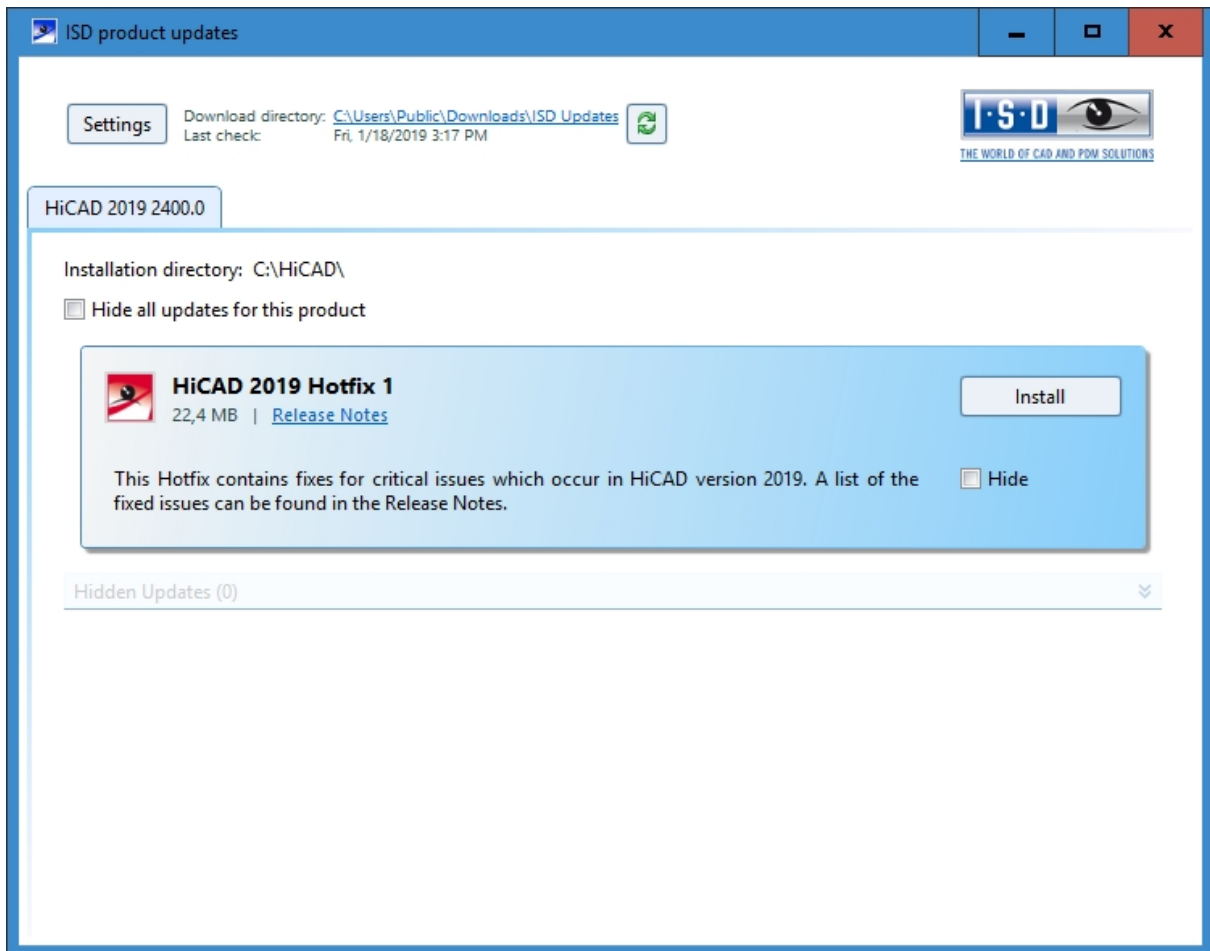 ISD product updates
Settings
Download directory: C:\Users\Public\Downloads\ISD Updates
Last check: Fri, 1/18/2019 3:17 PM
I·S·D
THE WORLD OF CAD AND PDM SOLUTIONS
HiCAD 2019 2400.0
Installation directory: C:\HiCAD\
Hide all updates for this product
HiCAD 2019 Hotfix 1
22,4 MB | Release Notes
Install
This Hotfix contains fixes for critical issues which occur in HiCAD version 2019. A list of the
fixed issues can be found in the Release Notes.
Hide
Hidden Updates (0)